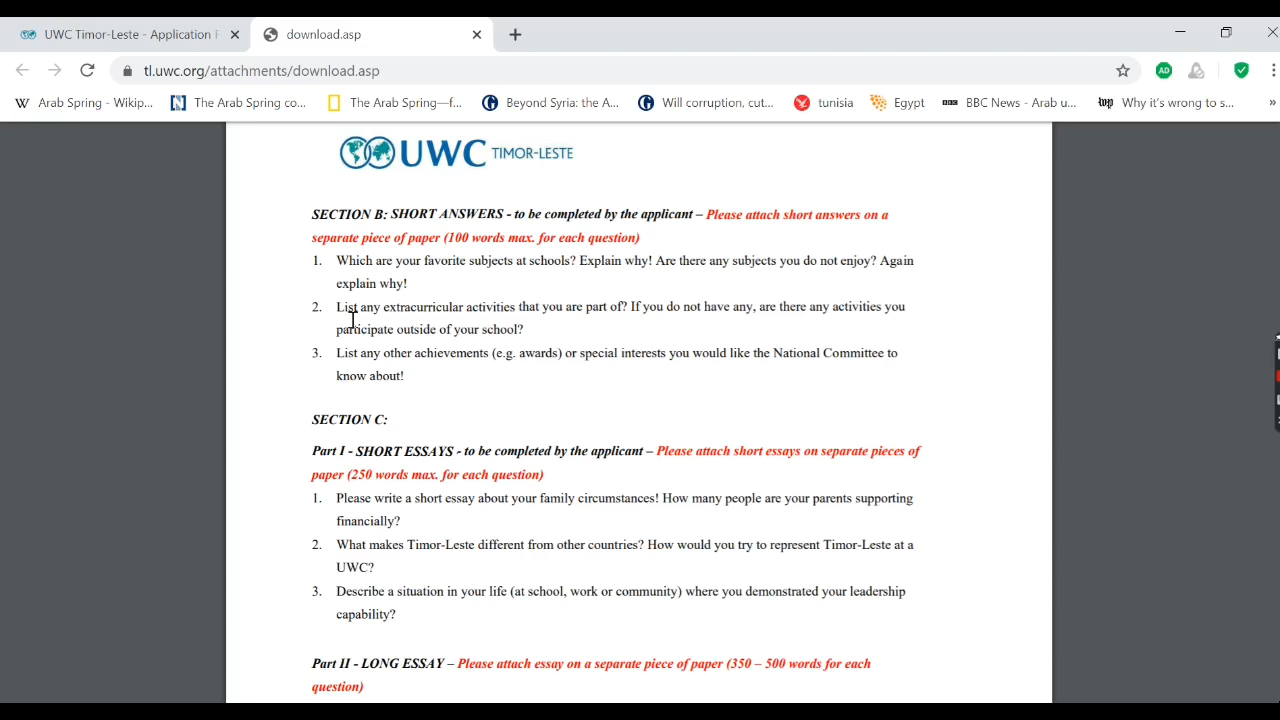 UWC Timor-Leste - Application F
download.asp
tl.uwc.org/attachments/download.asp
AD
W Arab Spring - Wikip...
N The Arab Spring co...
The Arab Spring—f...
G Beyond Syria: the A...
G Will corruption, cut...
tunisia
Egypt
BBC BBC News - Arab u...
wp Why it's wrong to s...
»
UWC TIMOR-LESTE
SECTION B: SHORT ANSWERS - to be completed by the applicant – Please attach short answers on a
separate piece of paper (100 words max. for each question)
1. Which are your favorite subjects at schools? Explain why! Are there any subjects you do not enjoy? Again
explain why!
2. List any extracurricular activities that you are part of? If you do not have any, are there any activities you
participate outside of your school?
3. List any other achievements (e.g. awards) or special interests you would like the National Committee to
know about!
SECTION C:
Part I - SHORT ESSAYS - to be completed by the applicant – Please attach short essays on separate pieces of
paper (250 words max. for each question)
1. Please write a short essay about your family circumstances! How many people are your parents supporting
financially?
2. What makes Timor-Leste different from other countries? How would you try to represent Timor-Leste at a
UWC?
3. Describe a situation in your life (at school, work or community) where you demonstrated your leadership
capability?
Part II - LONG ESSAY – Please attach essay on a separate piece of paper (350 – 500 words for each
question)